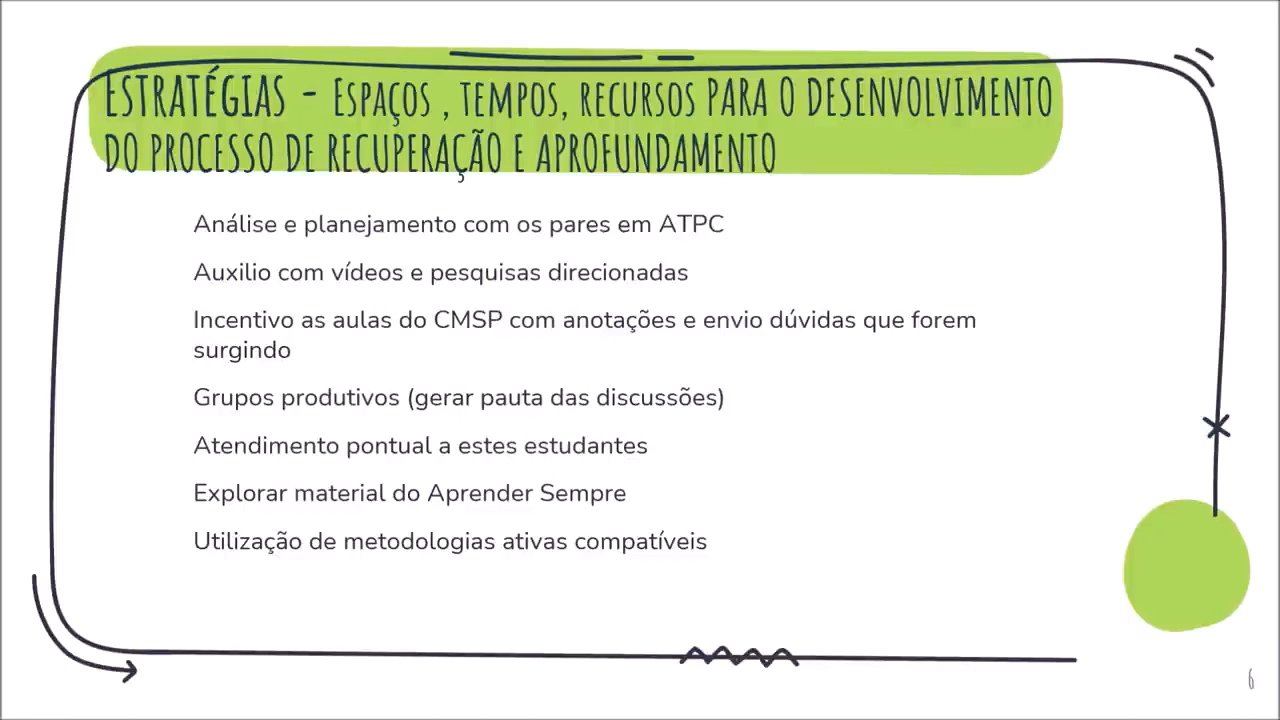 Estratégias - Espaços , tempos, recursos PARA O DESENVOLVIMENTO
DO PROCESSO DE RECUPERAÇÃO E APROFUNDAMENTO
Análise e planejamento com os pares em ATPC
Auxilio com vídeos e pesquisas direcionadas
Incentivo as aulas do CMSP com anotações e envio dúvidas que forem
surgindo
Grupos produtivos (gerar pauta das discussões)
Atendimento pontual a estes estudantes
Explorar material do Aprender Sempre
Utilização de metodologias ativas compatíveis
6